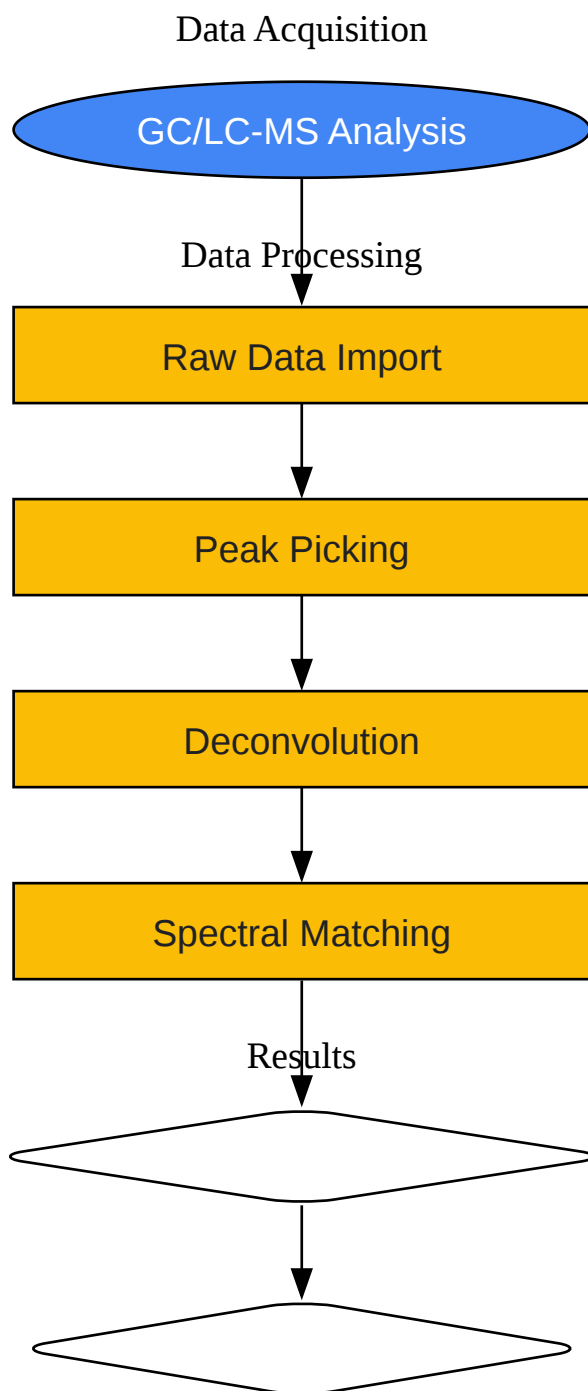 Data Acquisition
GC/LC-MS Analysis
Data Processing
Raw Data Import
Peak Picking
Deconvolution
Spectral Matching
Results